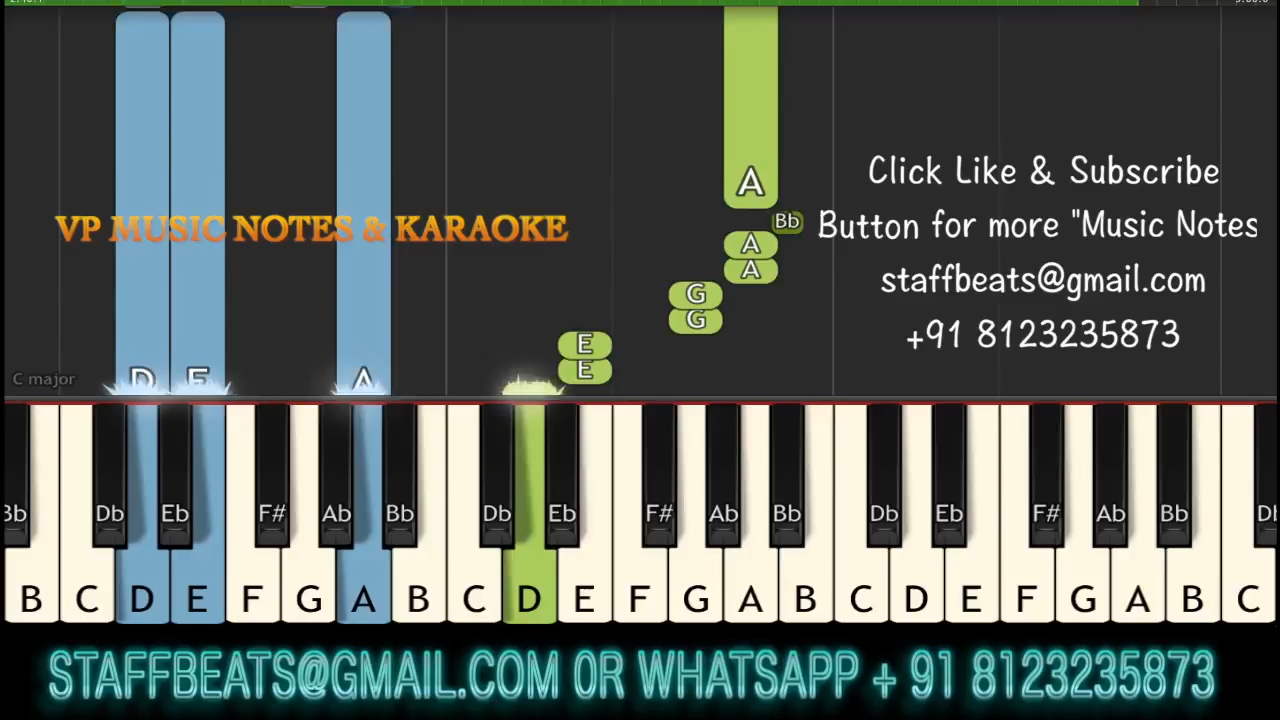 Click Like & Subscribe
A
VP MUSIC NOTES & KARAOKE
Bb
Button for more "Music Notes
A
A
staffbeats@gmail.com
G
G
+91 8123235873
E
E
C major
D E A
Bb Db Eb F# Ab Bb Db Eb F# Ab Bb Db Eb F# Ab Bb
B C D E F G A B C D E F G A B C D E F G A B C
STAFFBEATS@GMAIL.COM OR WHATSAPP + 91 8123235873